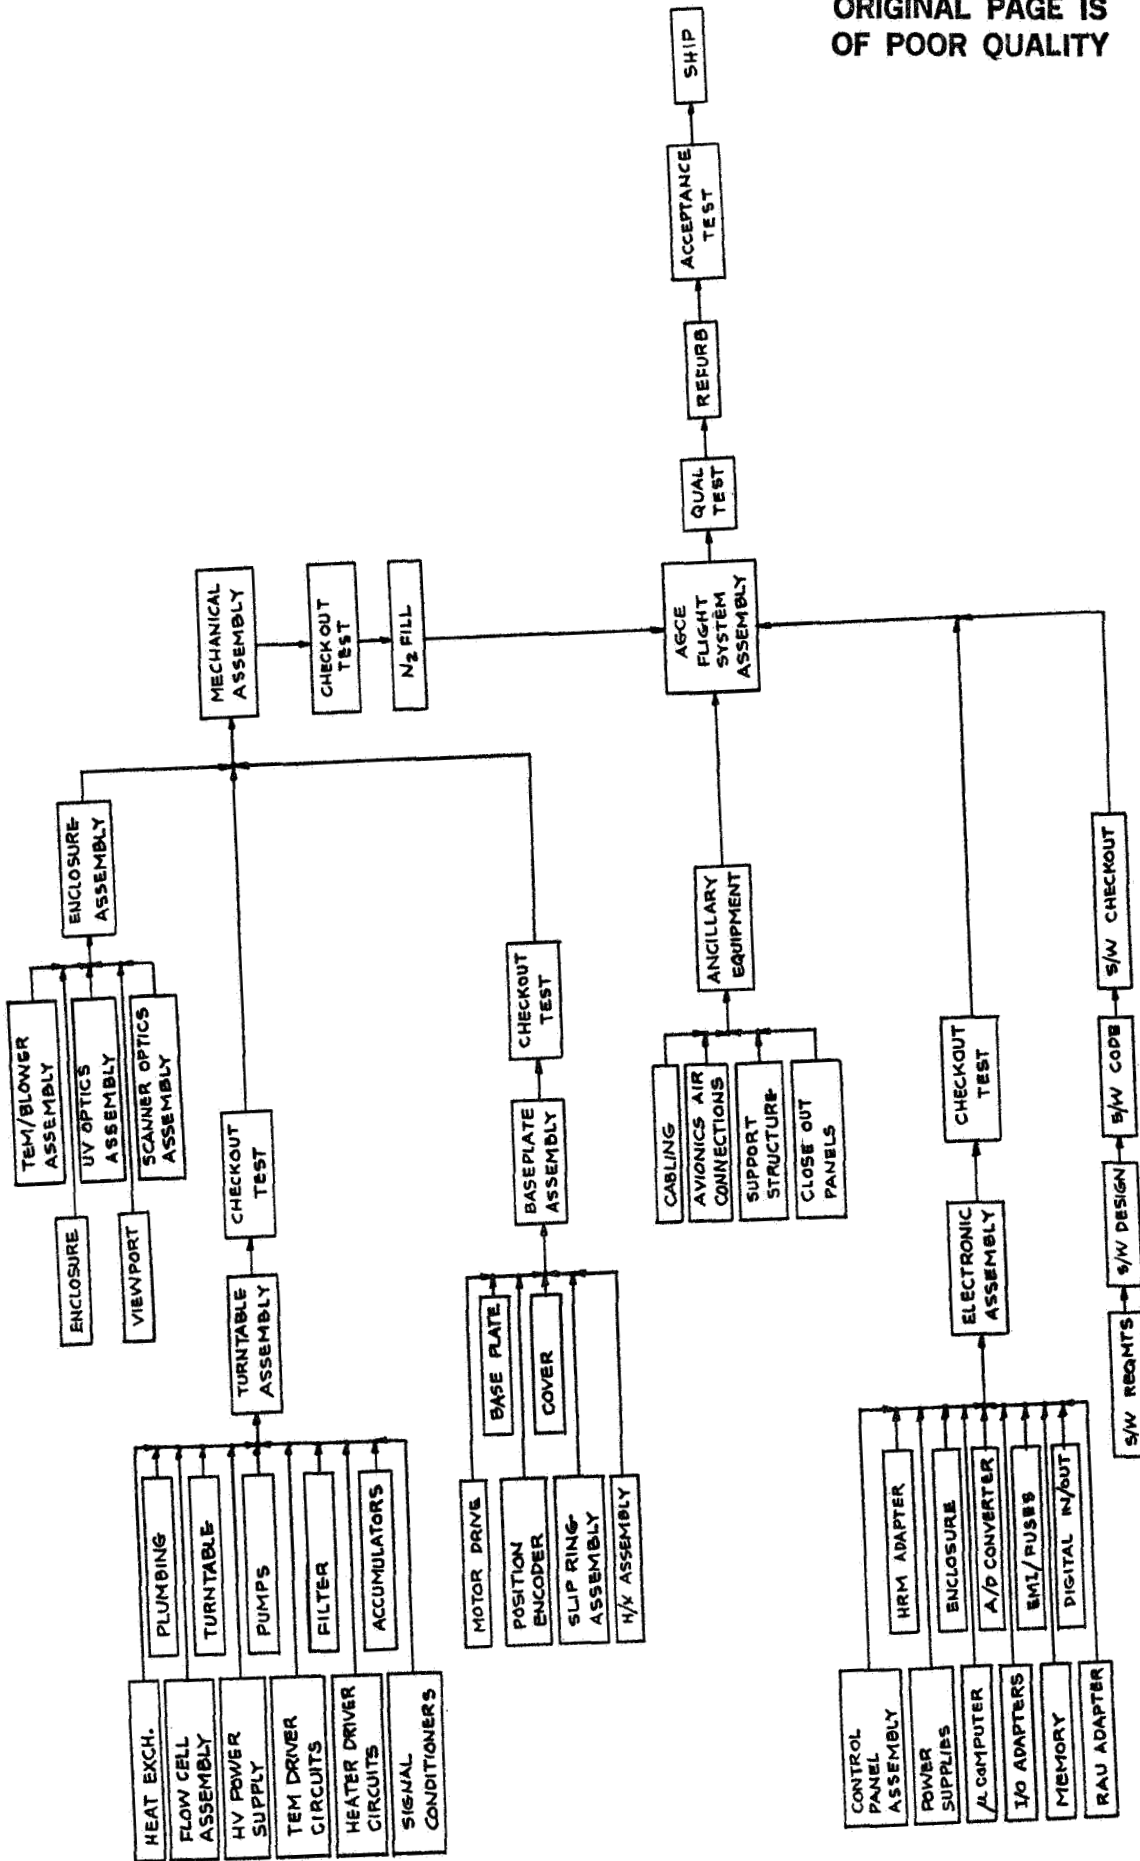 ORIGINAL PAGE IS
OF POOR QUALITY
TEM/BLOWER
ASSEMBLY
ENCLOSURE
UV OPTICS
ASSEMBLY
VIEWPORT
SCANNER OPTICS
ASSEMBLY
ENCLOSURE
ASSEMBLY
HEAT EXCH.
PLUMBING
FLOW CELL
ASSEMBLY
TURNTABLE
HV POWER
SUPPLY
PUMPS
TEM DRIVER
CIRCUITS
FILTER
HEATER DRIVER
CIRCUITS
ACCUMULATORS
SIGNAL
CONDITIONERS
TURNTABLE
ASSEMBLY
CHECKOUT
TEST
MOTOR DRIVE
BASE PLATE
POSITION
ENCODER
COVER
SLIP RING
ASSEMBLY
H/X ASSEMBLY
BASEPLATE
ASSEMBLY
CHECKOUT
TEST
MECHANICAL
ASSEMBLY
CHECKOUT
TEST
N2 FILL
CABLING
AVIONICS AIR
CONNECTIONS
SUPPORT
STRUCTURE
CLOSE OUT
PANELS
ANCILLARY
EQUIPMENT
AGCE
FLIGHT
SYSTEM
ASSEMBLY
QUAL
TEST
REFURB
ACCEPTANCE
TEST
SHIP
CONTROL
PANEL
ASSEMBLY
HRM ADAPTER
POWER
SUPPLIES
ENCLOSURE
μ COMPUTER
A/D CONVERTER
I/O ADAPTERS
EMI/FUSES
MEMORY
DIGITAL IN/OUT
RAU ADAPTER
ELECTRONIC
ASSEMBLY
CHECKOUT
TEST
S/W REQMTS
S/W DESIGN
S/W CODE
S/W CHECKOUT